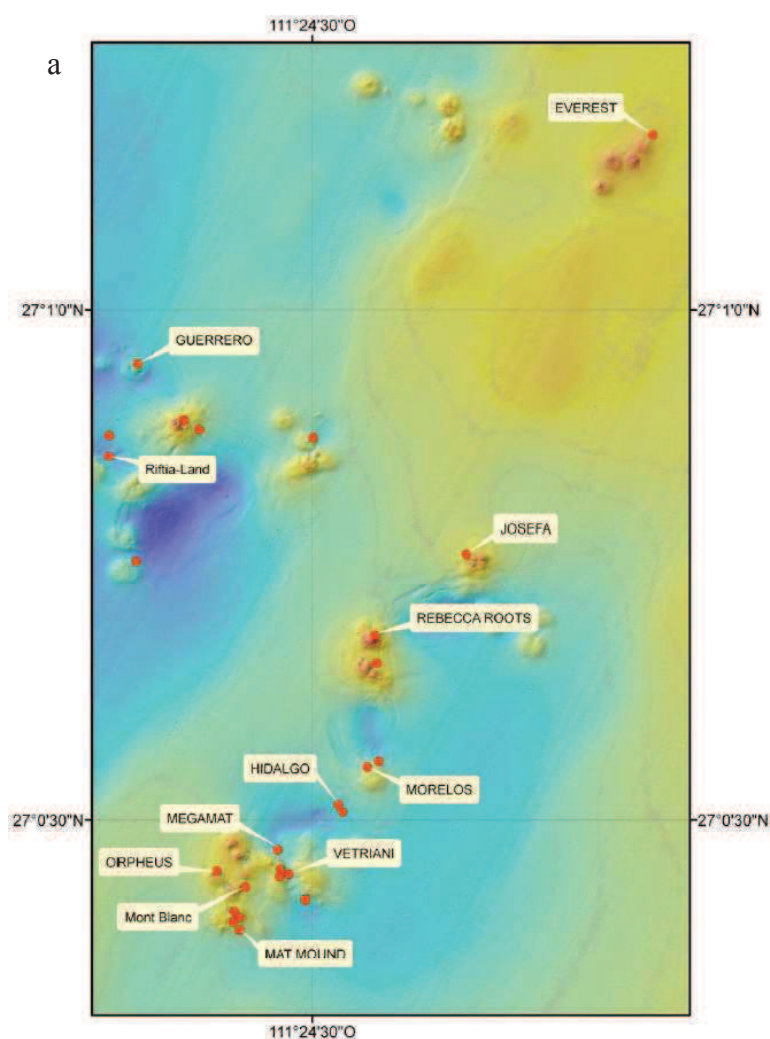 111°24'30"O
a
EVEREST
27°1'0"N
27°1'0"N
GUERRERO
Riftia-Land
JOSEFA
REBECCA ROOTS
HIDALGO
MORELOS
27°0'30"N
27°0'30"N
MEGAMAT
VETRIANI
ORPHEUS
Mont Blanc
MAT MOUND
111°24'30"O